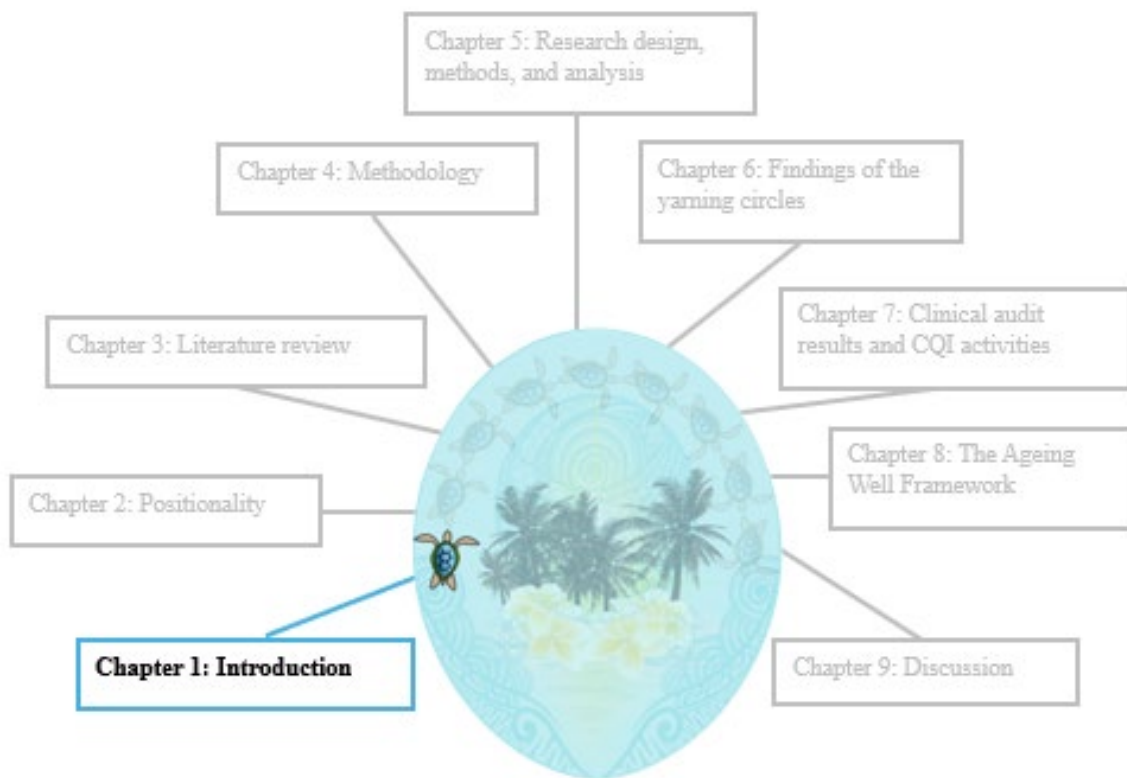 Chapter 5: Research design,
methods, and analysis
Chapter 4: Methodology
Chapter 6: Findings of the
yarning circles
Chapter 3: Literature review
Chapter 7: Clinical audit
results and CQI activities
Chapter 8: The Ageing
Well Framework
Chapter 2: Positionality
Chapter 1: Introduction
Chapter 9: Discussion